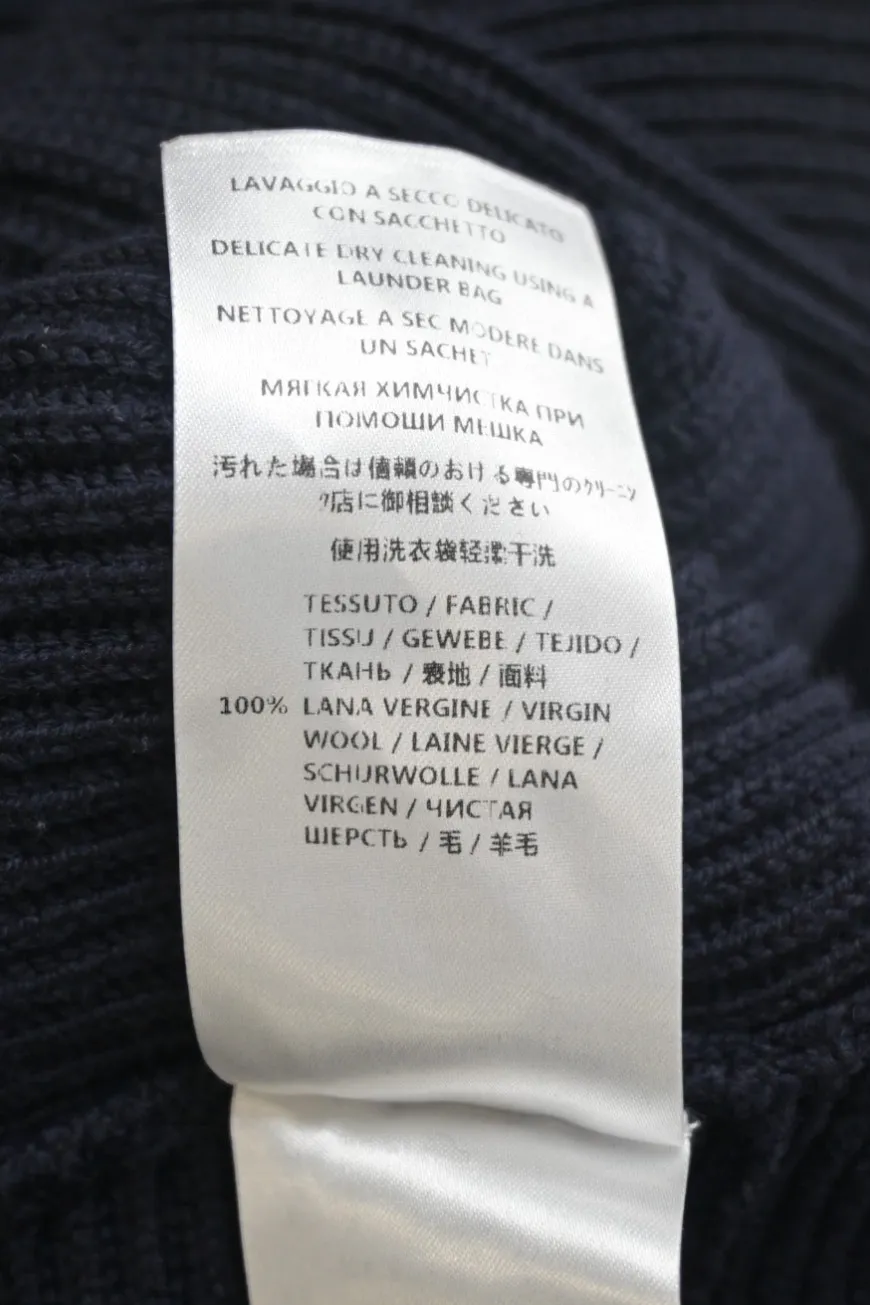 LAVAGGIO A SECCO DELICATO
CON SACCHETTO
DELICATE DRY CLEANING USING A
LAUNDER BAG
NETTOYAGE A SEC MODERE DANS
UN SACHET
МЯГКАЯ ХИМЧИСТКА ПРИ
ПОМОШИ МЕШКА
汚れた場合は信頼のおける専門のクリーニン
グ店に御相談ください
使用洗衣袋轻柔干洗
TESSUTO / FABRIC /
TISSU / GEWEBE / TEJIDO /
ТКАНЬ / 表地 / 面料
100% LANA VERGINE / VIRGIN
WOOL / LAINE VIERGE /
SCHURWOLLE / LANA
VIRGEN / ЧИСТАЯ
ШЕРСТЬ / 毛 / 羊毛